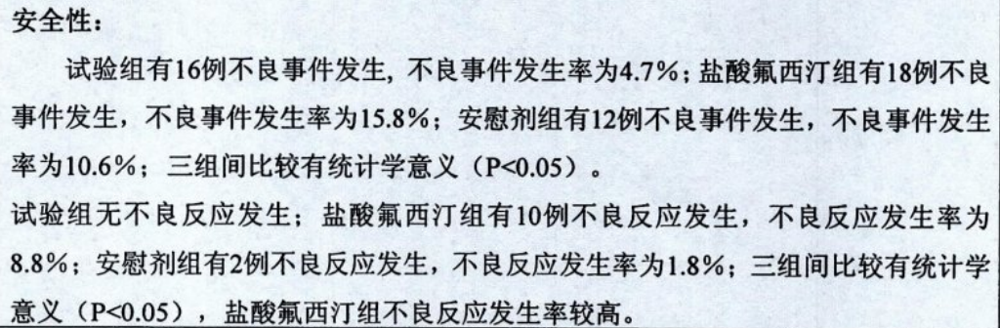 安全性：
试验组有16例不良事件发生, 不良事件发生率为4.7%；盐酸氟西汀组有18例不良
事件发生，不良事件发生率为15.8%；安慰剂组有12例不良事件发生，不良事件发生
率为10.6%；三组间比较有统计学意义（P<0.05）。
试验组无不良反应发生；盐酸氟西汀组有10例不良反应发生，不良反应发生率为
8.8%；安慰剂组有2例不良反应发生，不良反应发生率为1.8%；三组间比较有统计学
意义（P<0.05），盐酸氟西汀组不良反应发生率较高。